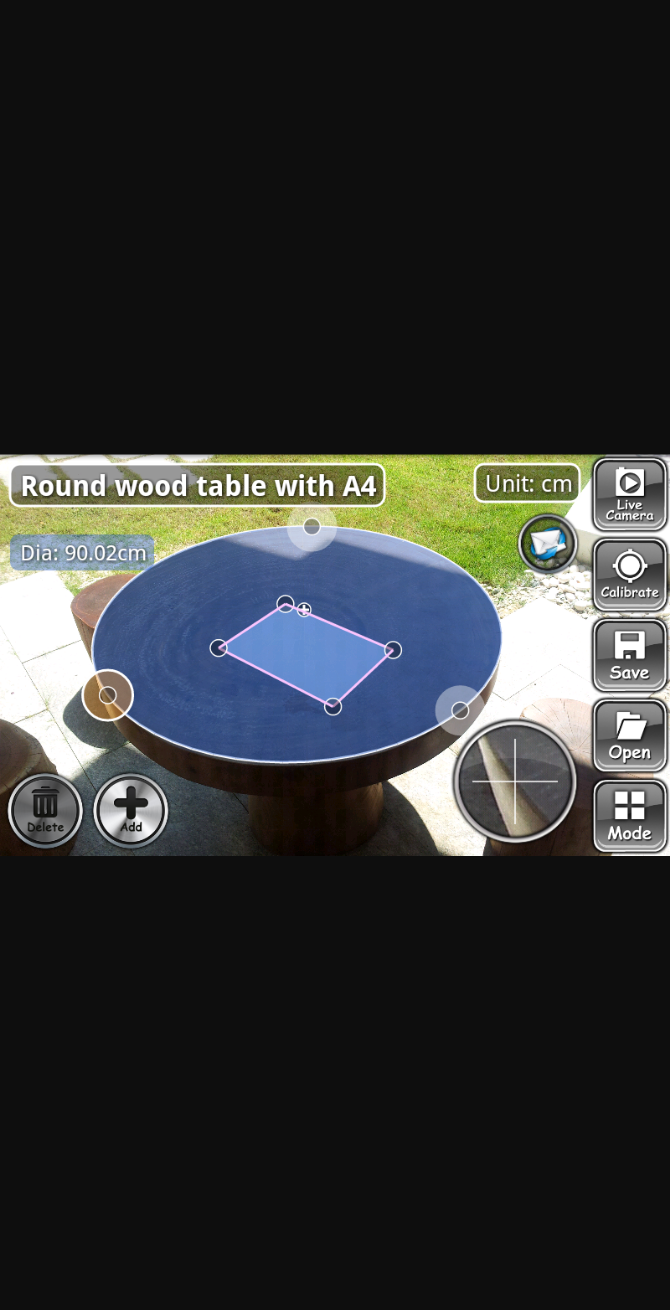 Round wood table with A4
Unit: cm
Live
Camera
Dia: 90.02cm
Calibrate
Save
Open
Delete
Add
Mode